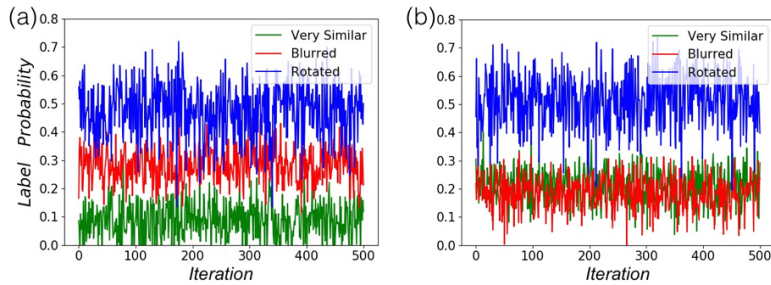 (a)
0.8
0.7
0.6
0.5
0.4
0.3
0.2
0.1
0.0
Label Probability
Very Similar
Blurred
Rotated
0 100 200 300 400 500
Iteration
(b)
0.8
0.7
0.6
0.5
0.4
0.3
0.2
0.1
0.0
Very Similar
Blurred
Rotated
0 100 200 300 400 500
Iteration